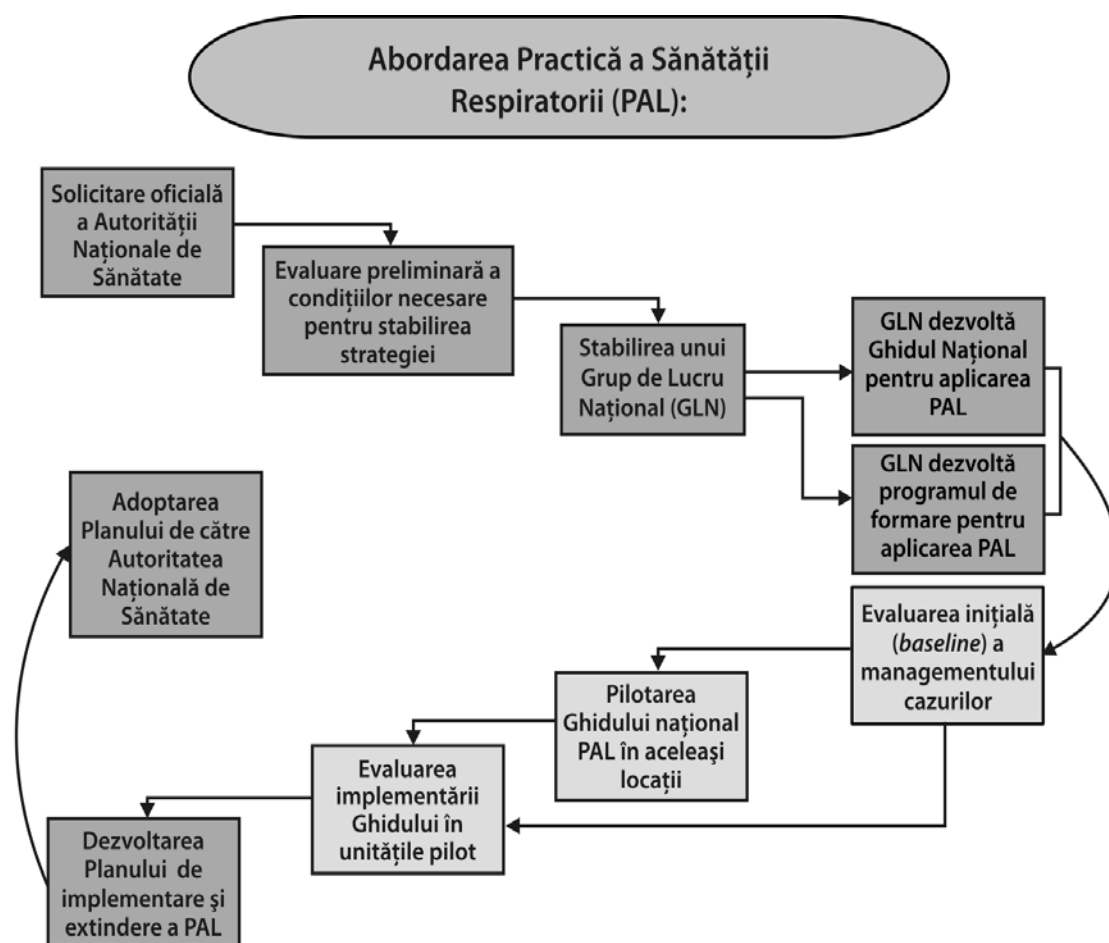 Abordarea Practică a Sănătății
Respiratorii (PAL):
Solicitare oficială
a Autorității
Naționale de
Sănătate
Evaluare preliminară a
condițiilor necesare
pentru stabilirea
strategiei
Stabilirea unui
Grup de Lucru
Național (GLN)
GLN dezvoltă
Ghidul Național
pentru aplicarea
PAL
GLN dezvoltă
programul de
formare pentru
aplicarea PAL
Evaluarea inițială
(baseline) a
managementului
cazurilor
Pilotarea
Ghidului național
PAL în aceleaşi
locații
Evaluarea
implementării
Ghidului în
unitățile pilot
Dezvoltarea
Planului de
implementare şi
extindere a PAL
Adoptarea
Planului de către
Autoritatea
Națională de
Sănătate